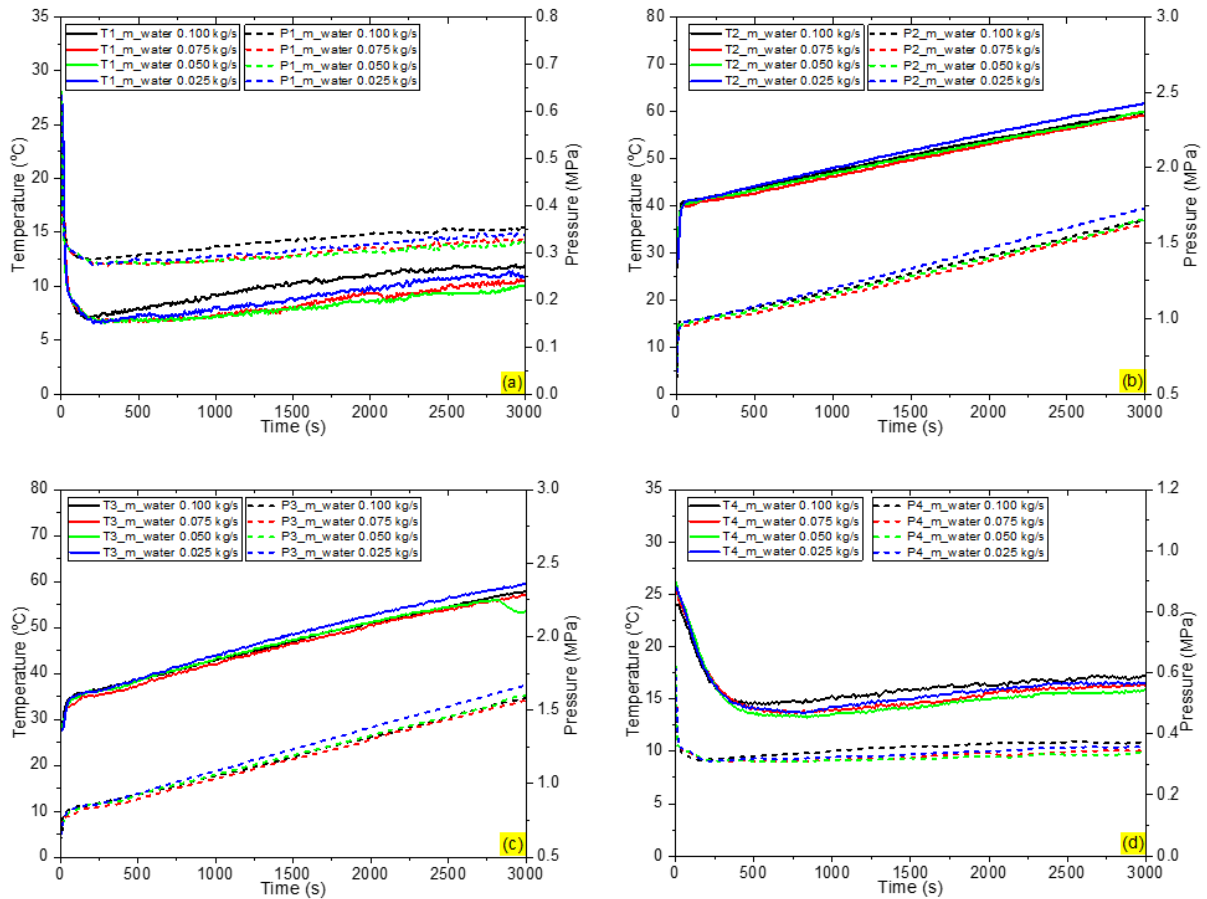 35
30
25
20
15
10
5
0
Temperature (°C)
T1_m_water 0.100 kg/s
T1_m_water 0.075 kg/s
T1_m_water 0.050 kg/s
T1_m_water 0.025 kg/s
P1_m_water 0.100 kg/s
P1_m_water 0.075 kg/s
P1_m_water 0.050 kg/s
P1_m_water 0.025 kg/s
0.8
0.7
0.6
0.5
0.4
0.3
0.2
0.1
0.0
Pressure (MPa)
(a)
0 500 1000 1500 2000 2500 3000
Time (s)
80
70
60
50
40
30
20
10
0
Temperature (°C)
T2_m_water 0.100 kg/s
T2_m_water 0.075 kg/s
T2_m_water 0.050 kg/s
T2_m_water 0.025 kg/s
P2_m_water 0.100 kg/s
P2_m_water 0.075 kg/s
P2_m_water 0.050 kg/s
P2_m_water 0.025 kg/s
3.0
2.5
2.0
1.5
1.0
0.5
Pressure (MPa)
(b)
0 500 1000 1500 2000 2500 3000
Time (s)
80
70
60
50
40
30
20
10
0
Temperature (°C)
T3_m_water 0.100 kg/s
T3_m_water 0.075 kg/s
T3_m_water 0.050 kg/s
T3_m_water 0.025 kg/s
P3_m_water 0.100 kg/s
P3_m_water 0.075 kg/s
P3_m_water 0.050 kg/s
P3_m_water 0.025 kg/s
3.0
2.5
2.0
1.5
1.0
0.5
Pressure (MPa)
(c)
0 500 1000 1500 2000 2500 3000
Time (s)
35
30
25
20
15
10
5
0
Temperature (°C)
T4_m_water 0.100 kg/s
T4_m_water 0.075 kg/s
T4_m_water 0.050 kg/s
T4_m_water 0.025 kg/s
P4_m_water 0.100 kg/s
P4_m_water 0.075 kg/s
P4_m_water 0.050 kg/s
P4_m_water 0.025 kg/s
1.2
1.0
0.8
0.6
0.4
0.2
0.0
Pressure (MPa)
(d)
0 500 1000 1500 2000 2500 3000
Time (s)